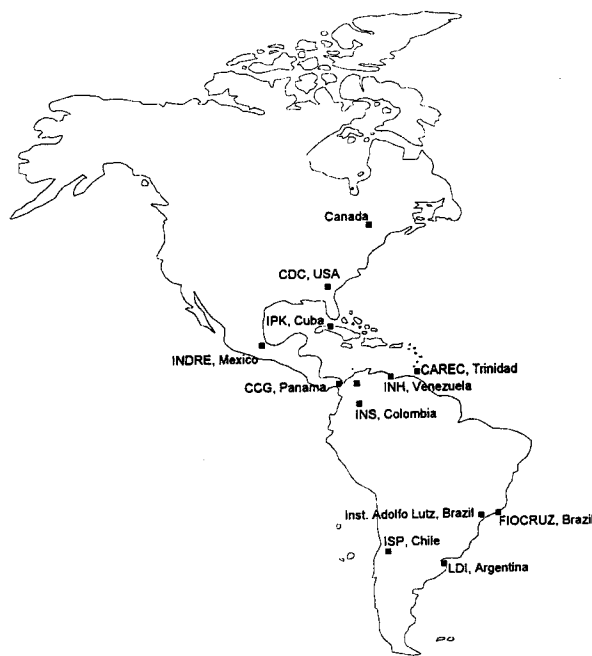 Canada
CDC, USA
IPK, Cuba
INDRE, Mexico
CAREC, Trinidad
CCG, Panama
INH, Venezuela
INS, Colombia
Inst. Adolfo Lutz, Brazil
FIOCRUZ, Brazil
ISP, Chile
LDI, Argentina